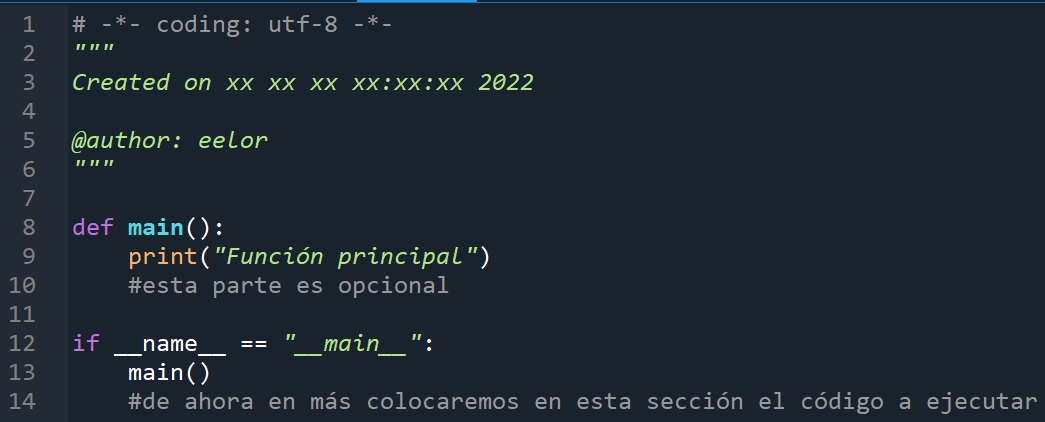 1 # -*- coding: utf-8 -*-
2 """
3 Created on xx xx xx xx:xx:xx 2022
4
5 @author: eelor
6 """
7
8 def main():
9     print("Función principal")
10     #esta parte es opcional
11
12 if __name__ == "__main__":
13     main()
14     #de ahora en más colocaremos en esta sección el código a ejecutar